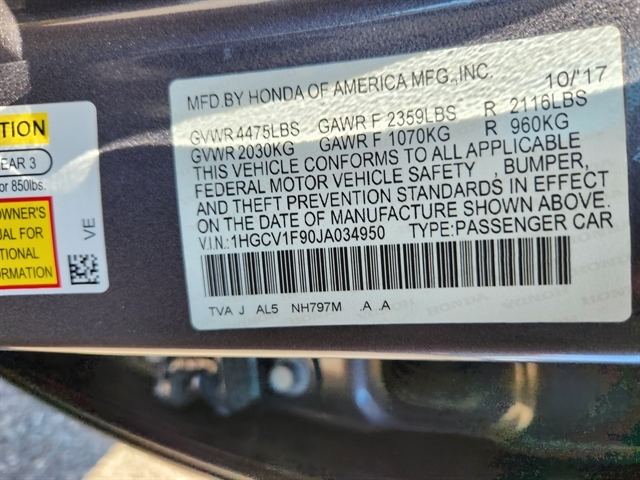 MFD.BY HONDA OF AMERICA MFG.,INC. 10/'17
GVWR 4475LBS GAWR F 2359LBS R 2116LBS
GVWR 2030KG GAWR F 1070KG R 960KG
THIS VEHICLE CONFORMS TO ALL APPLICABLE
FEDERAL MOTOR VEHICLE SAFETY , BUMPER,
AND THEFT PREVENTION STANDARDS IN EFFECT
ON THE DATE OF MANUFACTURE SHOWN ABOVE.
V.I.N.:1HGCV1F90JA034950 TYPE:PASSENGER CAR
TVA J AL5 NH797M .A .A
TION
EAR 3
or 850lbs.
OWNER'S
UAL FOR
TIONAL
RMATION
VE